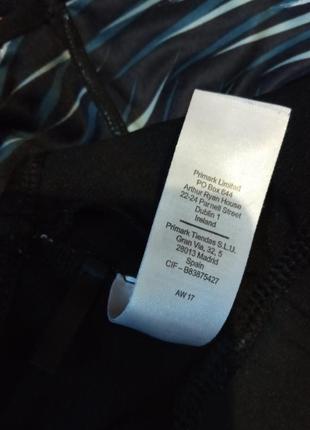 Primark Limited
PO Box 644
Arthur Ryan House
22-24 Parnell Street
Dublin 1
Ireland
Primark Tiendas S.L.U.
Gran Via, 32, 5
28013 Madrid
Spain
CIF - B83875427
AW 17